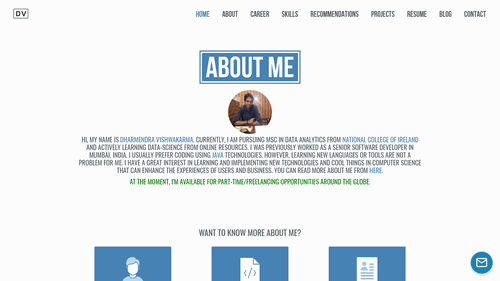 DV
HOME ABOUT CAREER SKILLS RECOMMENDATIONS PROJECTS RESUME BLOG CONTACT
ABOUT ME
HI, MY NAME IS DHARMENDRA VISHWAKARMA. CURRENTLY, I AM PURSUING MSC IN DATA ANALYTICS FROM NATIONAL COLLEGE OF IRELAND
AND ACTIVELY LEARNING DATA-SCIENCE FROM ONLINE RESOURCES. I WAS PREVIOUSLY WORKED AS A SENIOR SOFTWARE DEVELOPER IN
MUMBAI, INDIA. I USUALLY PREFER CODING USING JAVA TECHNOLOGIES. HOWEVER, LEARNING NEW LANGUAGES OR TOOLS ARE NOT A
PROBLEM FOR ME. I HAVE A GREAT INTEREST IN LEARNING AND IMPLEMENTING NEW TECHNOLOGIES AND COOL THINGS IN COMPUTER SCIENCE
THAT CAN ENHANCE THE EXPERIENCES OF USERS AND BUSINESS. YOU CAN READ MORE ABOUT ME FROM HERE.
AT THE MOMENT, I'M AVAILABLE FOR PART-TIME/FREELANCING OPPORTUNITIES AROUND THE GLOBE.
WANT TO KNOW MORE ABOUT ME?